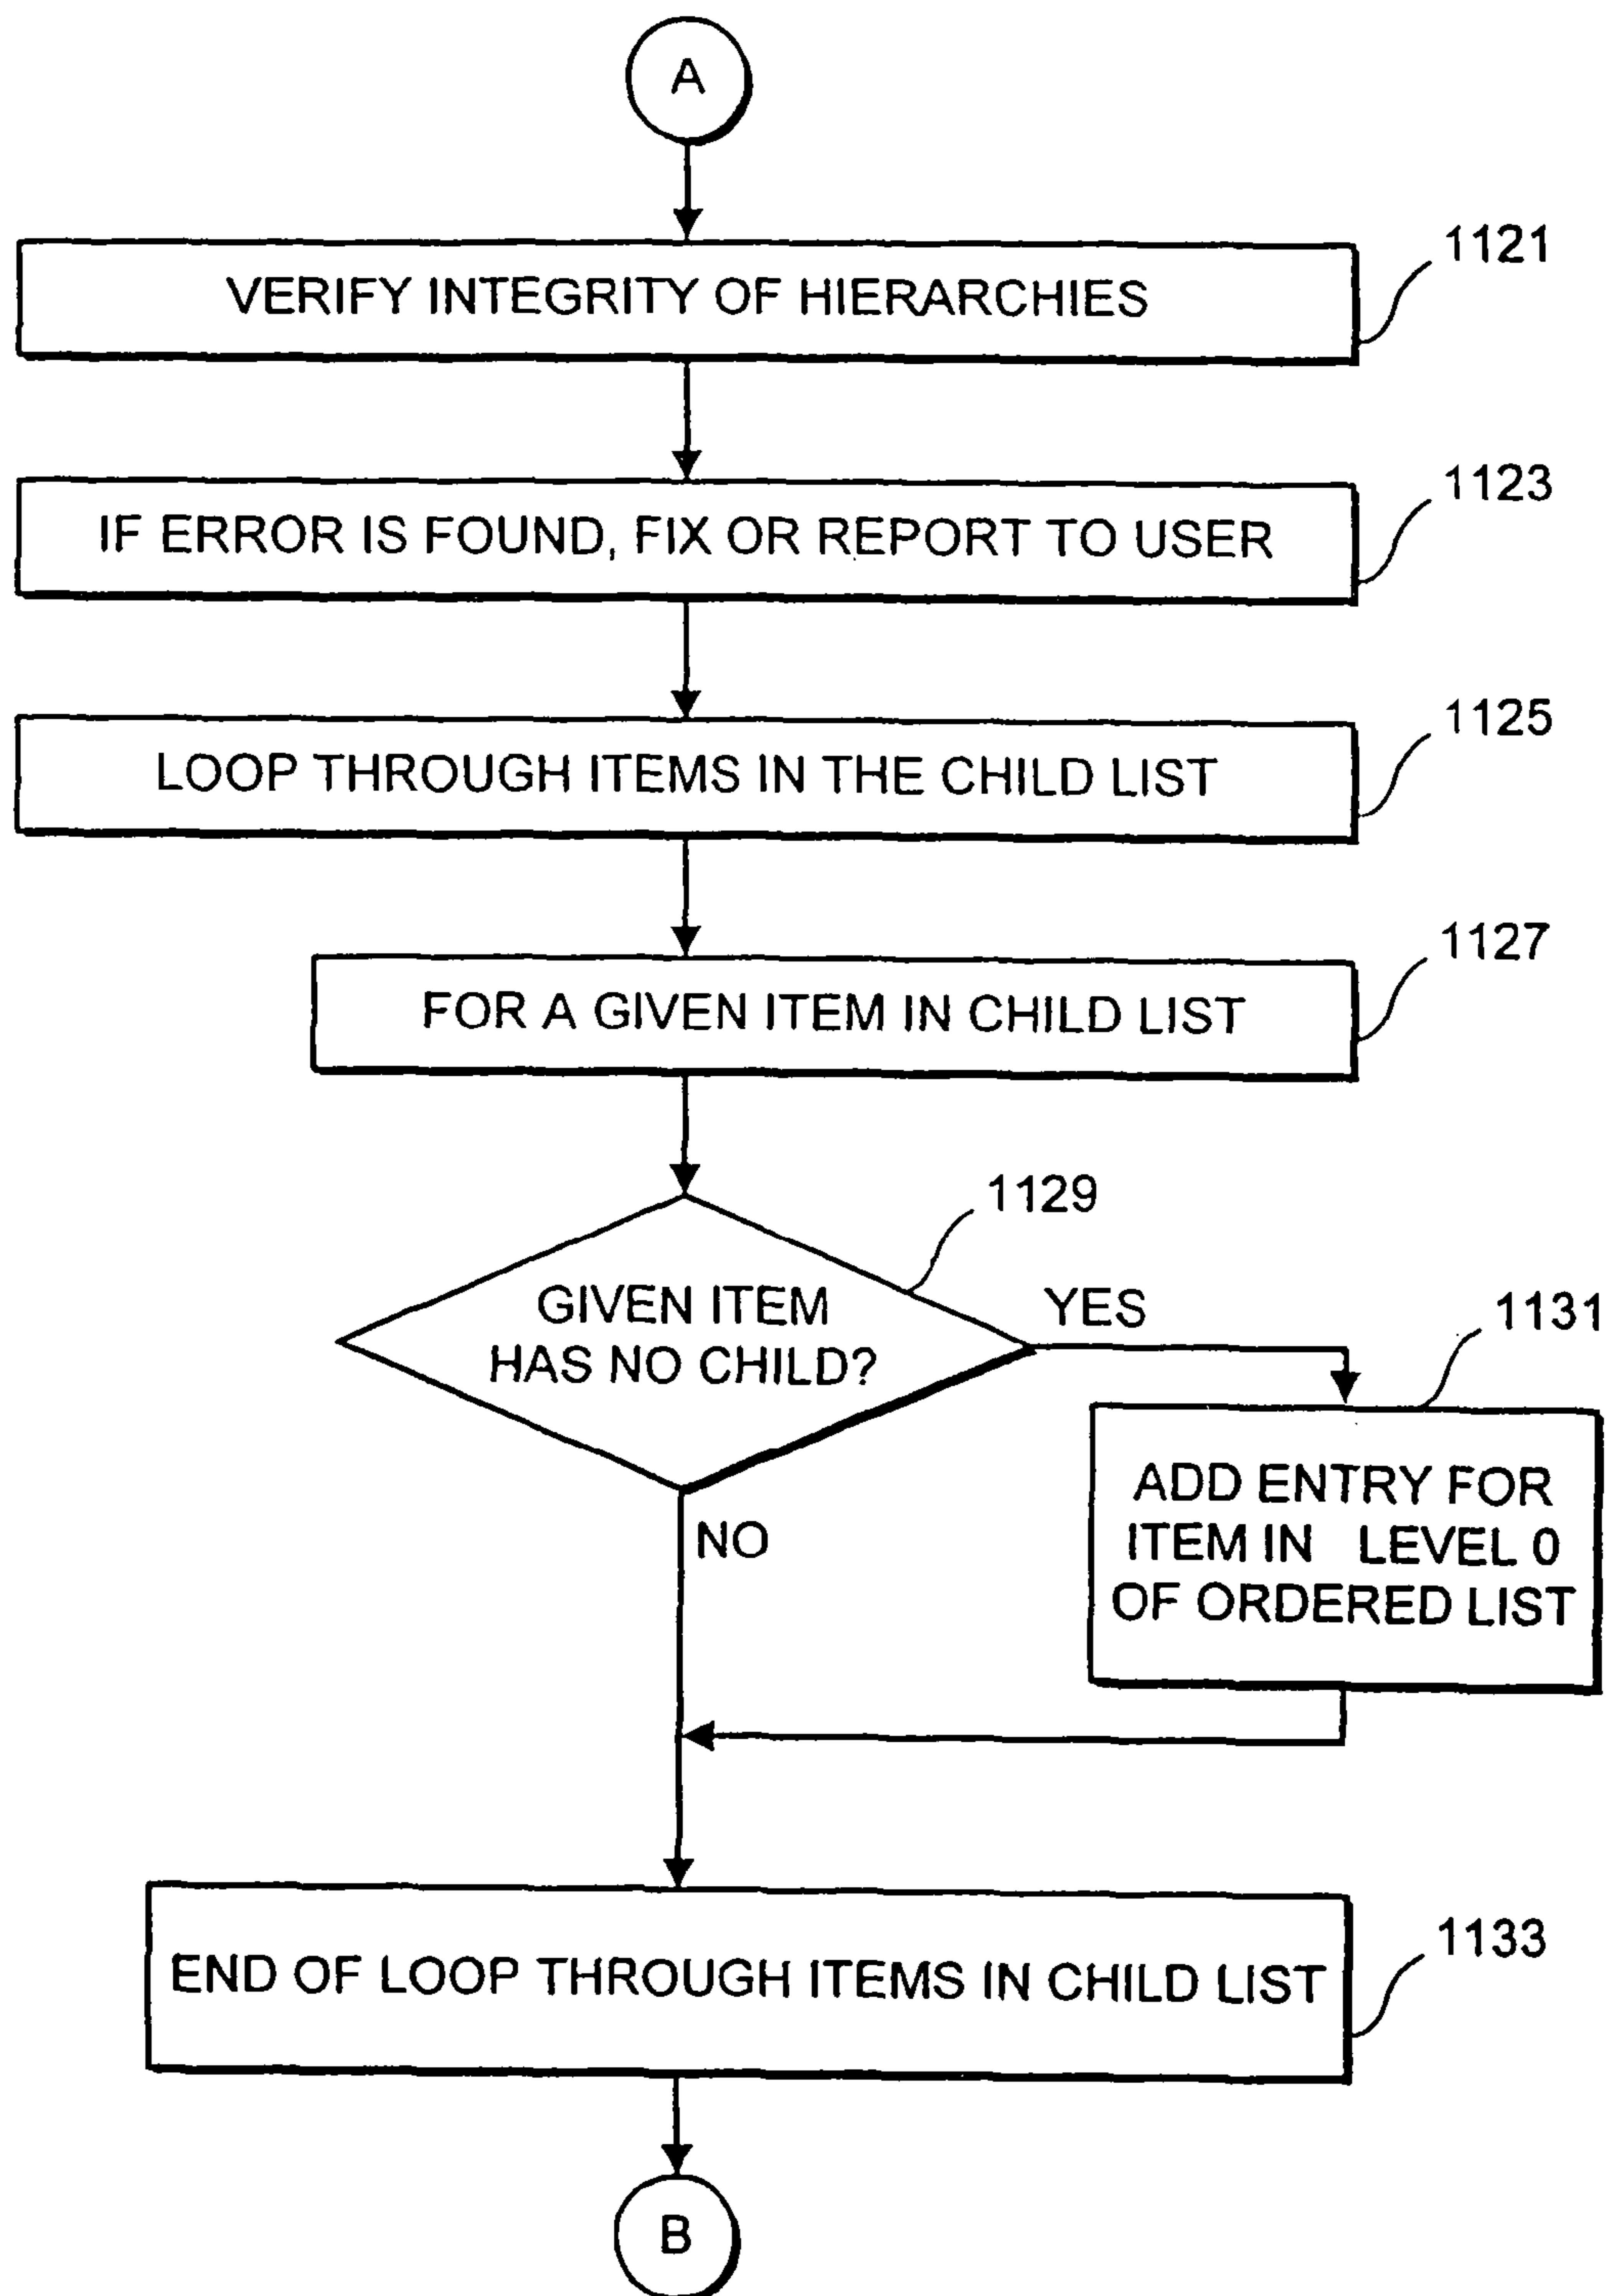 A
1121
VERIFY INTEGRITY OF HIERARCHIES
1123
IF ERROR IS FOUND, FIX OR REPORT TO USER
1125
LOOP THROUGH ITEMS IN THE CHILD LIST
1127
FOR A GIVEN ITEM IN CHILD LIST
1129
GIVEN ITEM
HAS NO CHILD?
YES
1131
ADD ENTRY FOR
ITEM IN LEVEL 0
OF ORDERED LIST
NO
1133
END OF LOOP THROUGH ITEMS IN CHILD LIST
B